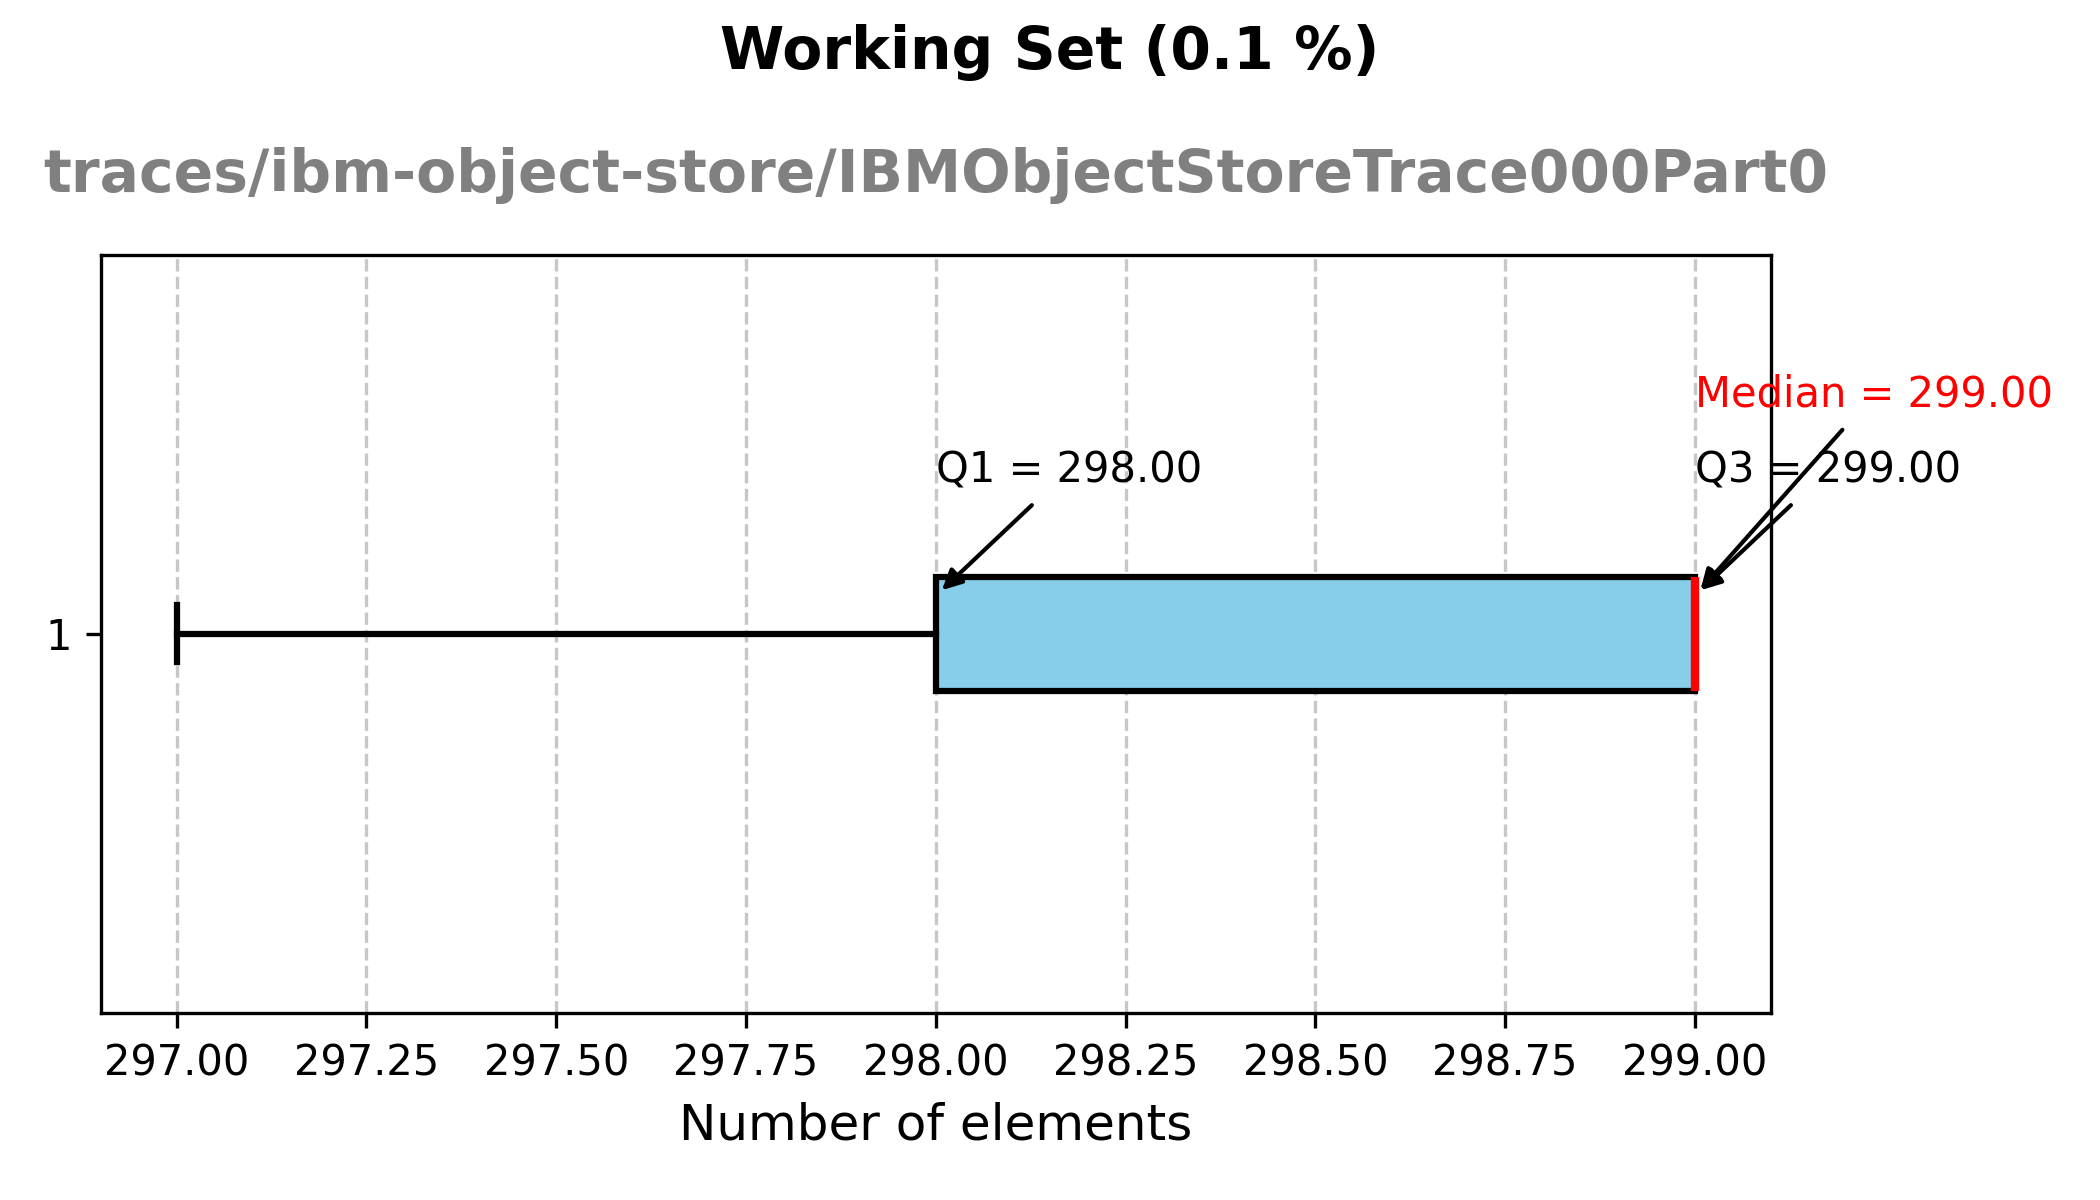 Working Set (0.1 %)
traces/ibm-object-store/IBMObjectStoreTrace000Part0
Median = 299.00
Q1 = 298.00
Q3 = 299.00
1
297.00 297.25 297.50 297.75 298.00 298.25 298.50 298.75 299.00
Number of elements